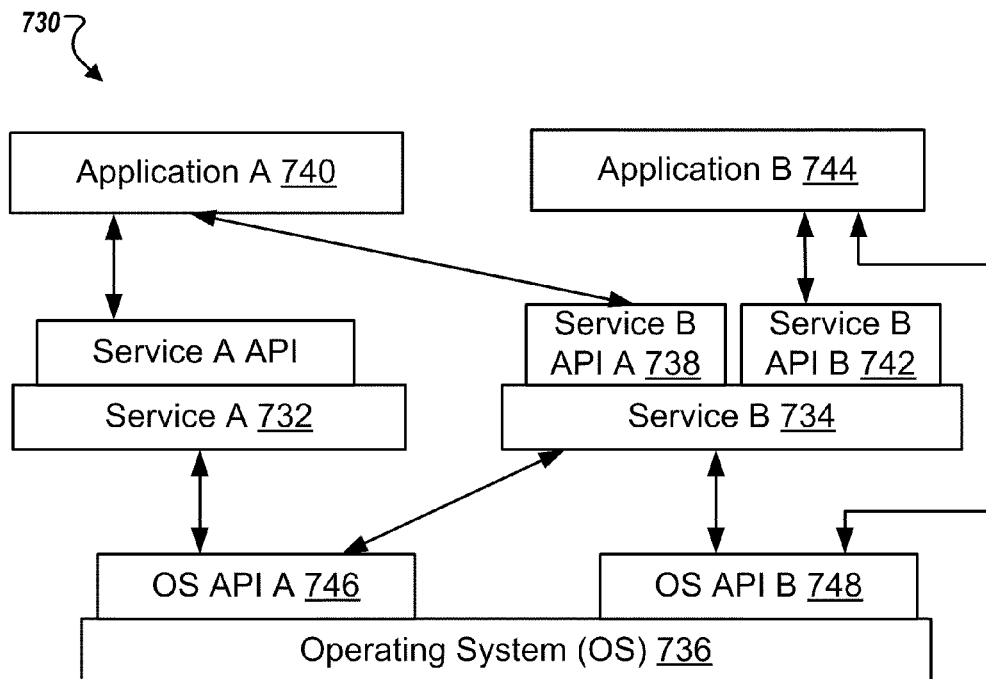 730
Application A 740
Application B 744
Service A API
Service B
API A 738
Service B
API B 742
Service A 732
Service B 734
OS API A 746
OS API B 748
Operating System (OS) 736